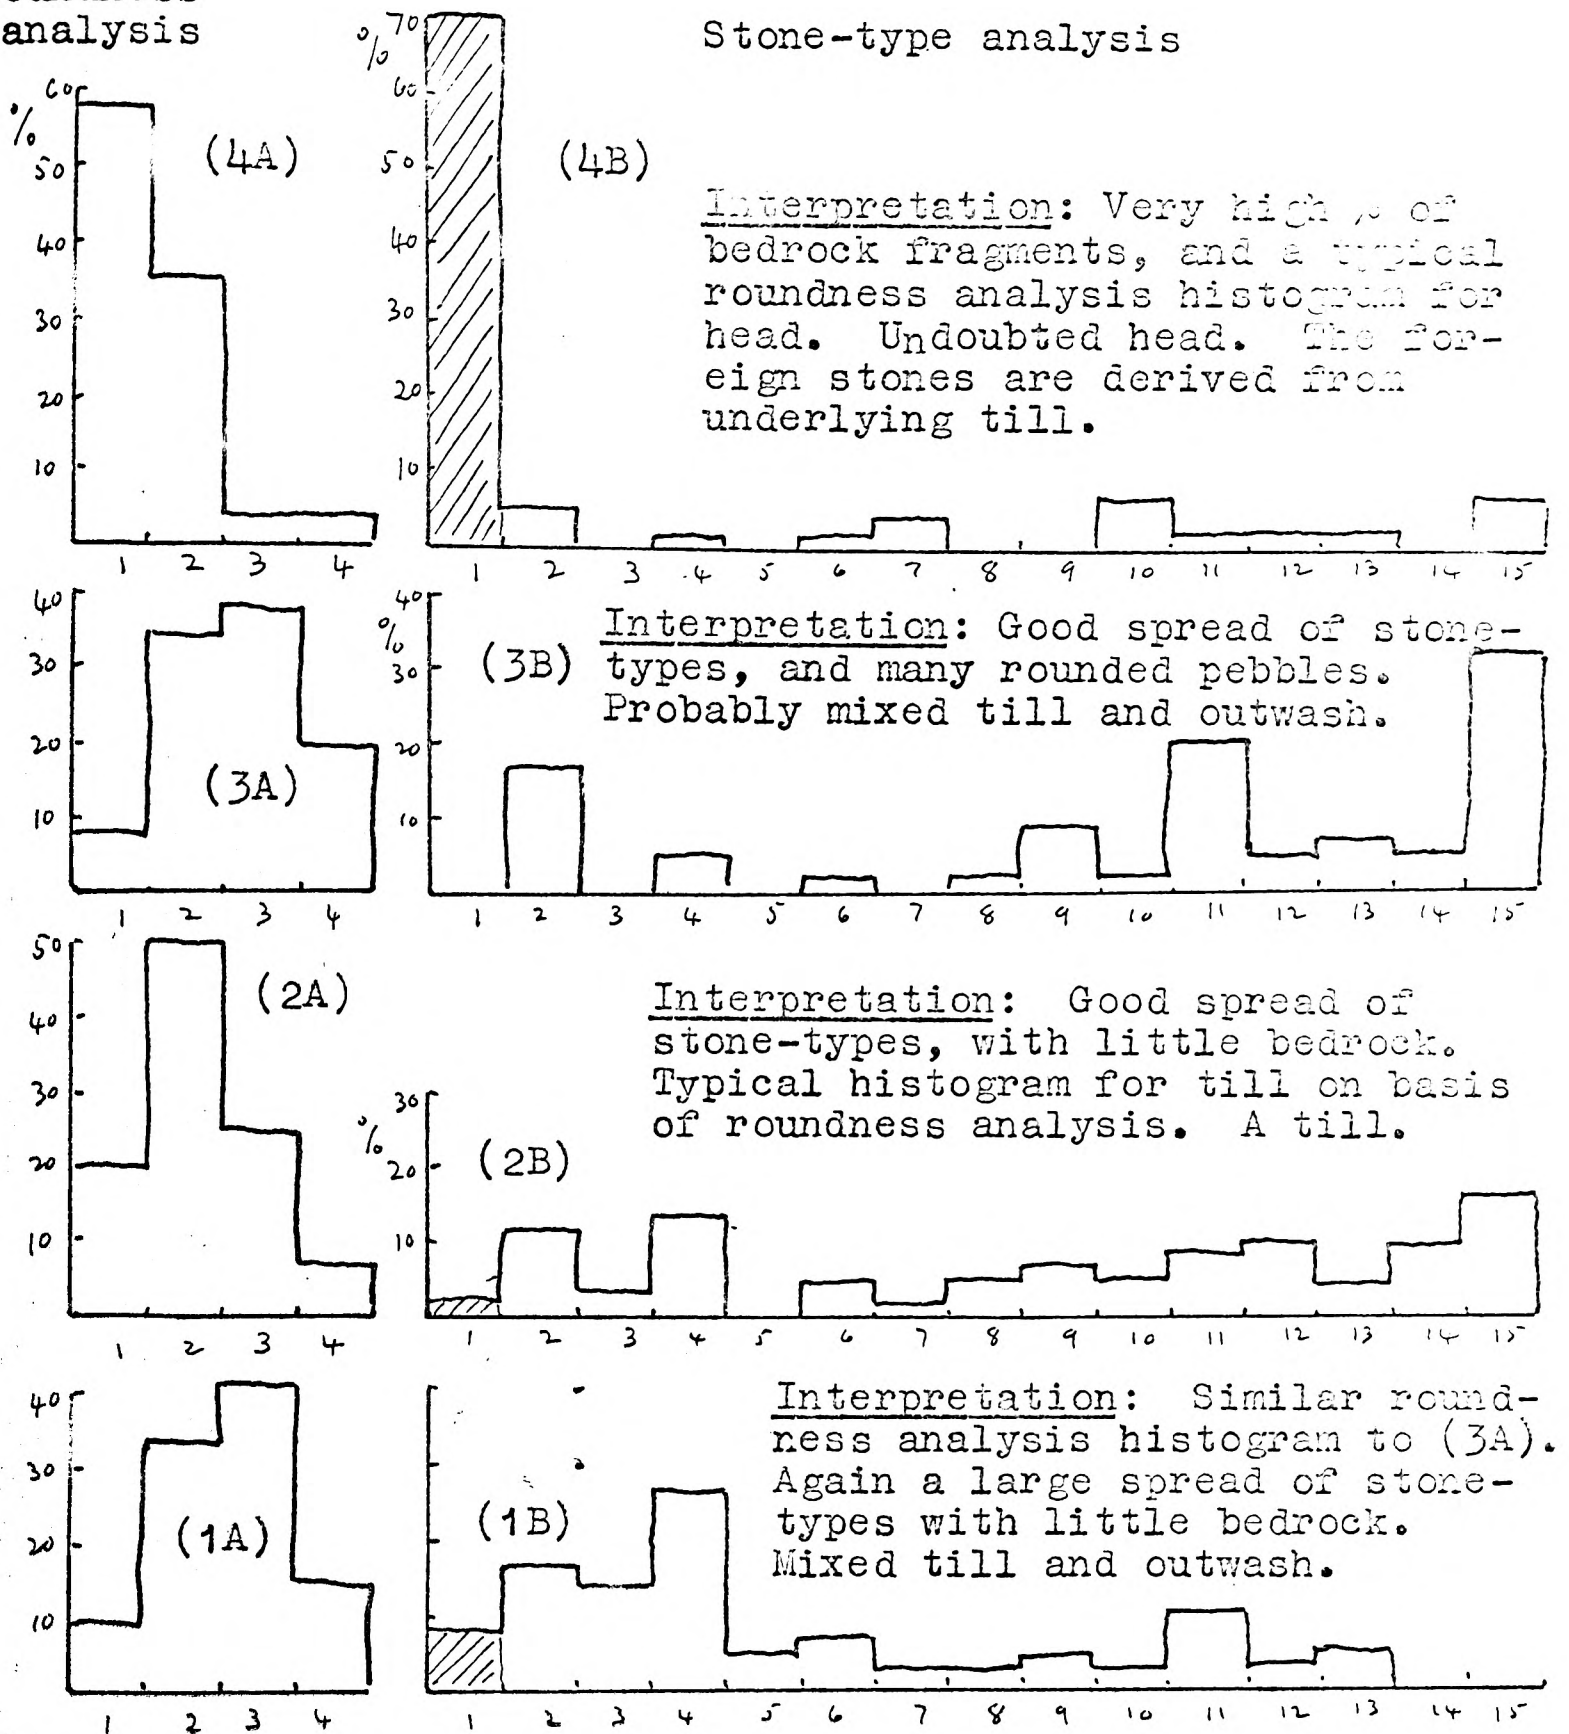 analysis
Stone-type analysis
%
60
50
40
30
20
10
(4A)
1 2 3 4
%
70
60
50
40
30
20
10
(4B)
Interpretation: Very high % of
bedrock fragments, and a typical
roundness analysis histogram for
head. Undoubted head. The for-
eign stones are derived from
underlying till.
1 2 3 4 5 6 7 8 9 10 11 12 13 14 15
40
30
20
10
(3A)
1 2 3 4
%
40
30
20
10
(3B)
Interpretation: Good spread of stone-
types, and many rounded pebbles.
Probably mixed till and outwash.
1 2 3 4 5 6 7 8 9 10 11 12 13 14 15
50
40
30
20
10
(2A)
1 2 3 4
%
30
20
10
(2B)
Interpretation: Good spread of
stone-types, with little bedrock.
Typical histogram for till on basis
of roundness analysis. A till.
1 2 3 4 5 6 7 8 9 10 11 12 13 14 15
40
30
20
10
(1A)
1 2 3 4
(1B)
Interpretation: Similar round-
ness analysis histogram to (3A).
Again a large spread of stone-
types with little bedrock.
Mixed till and outwash.
1 2 3 4 5 6 7 8 9 10 11 12 13 14 15